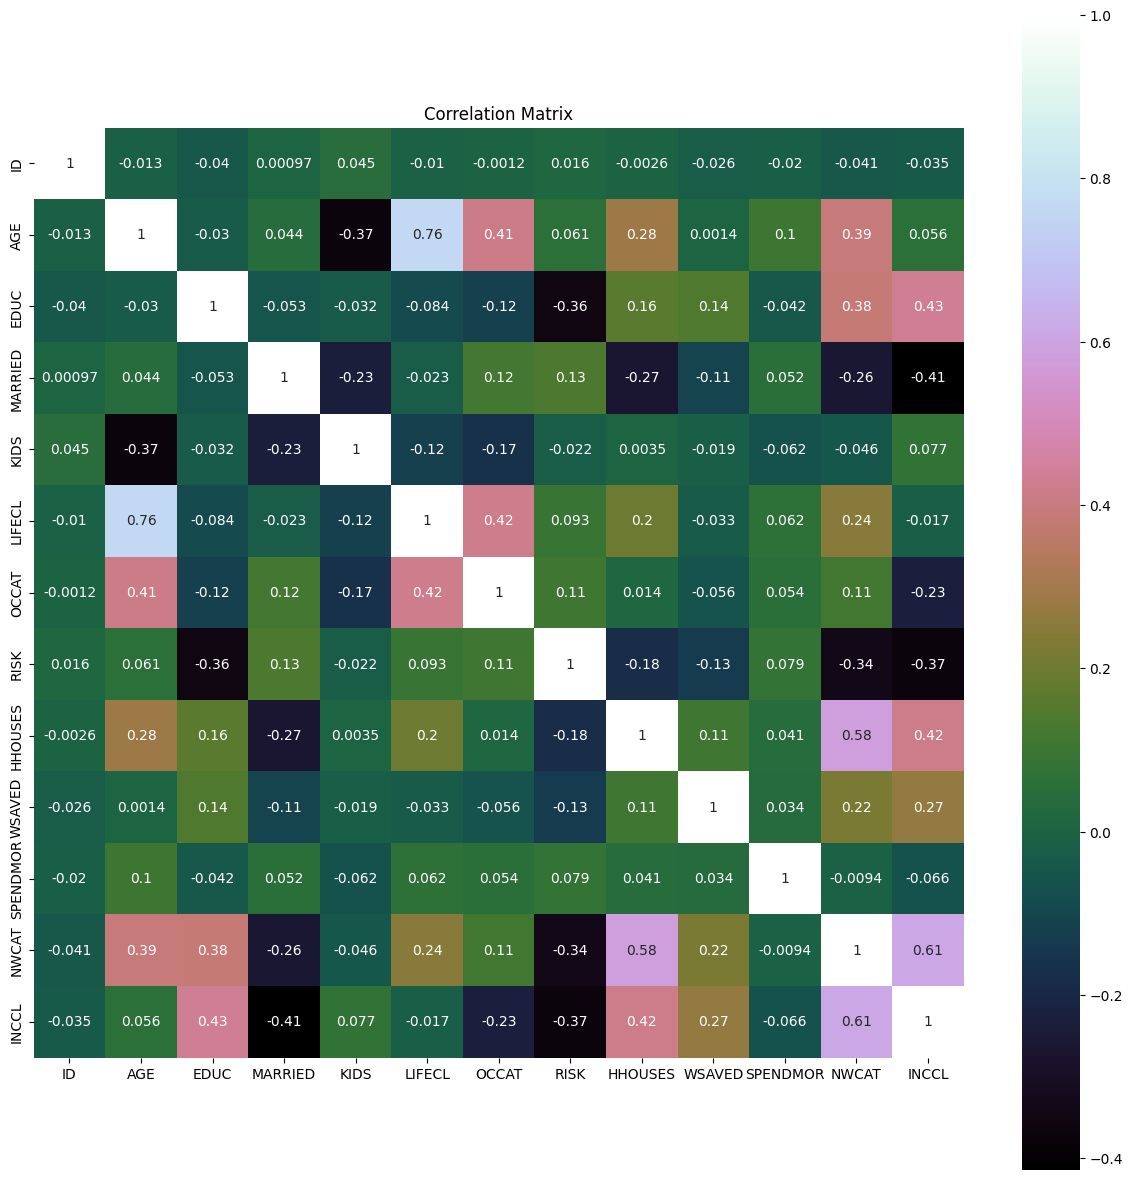 Correlation Matrix
ID 1 -0.013 -0.04 0.00097 0.045 -0.01 -0.0012 0.016 -0.0026 -0.026 -0.02 -0.041 -0.035
AGE -0.013 1 -0.03 0.044 -0.37 0.76 0.41 0.061 0.28 0.0014 0.1 0.39 0.056
EDUC -0.04 -0.03 1 -0.053 -0.032 -0.084 -0.12 -0.36 0.16 0.14 -0.042 0.38 0.43
MARRIED 0.00097 0.044 -0.053 1 -0.23 -0.023 0.12 0.13 -0.27 -0.11 0.052 -0.26 -0.41
KIDS 0.045 -0.37 -0.032 -0.23 1 -0.12 -0.17 -0.022 0.0035 -0.019 -0.062 -0.046 0.077
LIFECL -0.01 0.76 -0.084 -0.023 -0.12 1 0.42 0.093 0.2 -0.033 0.062 0.24 -0.017
OCCAT -0.0012 0.41 -0.12 0.12 -0.17 0.42 1 0.11 0.014 -0.056 0.054 0.11 -0.23
RISK 0.016 0.061 -0.36 0.13 -0.022 0.093 0.11 1 -0.18 -0.13 0.079 -0.34 -0.37
HHOUSES -0.0026 0.28 0.16 -0.27 0.0035 0.2 0.014 -0.18 1 0.11 0.041 0.58 0.42
WSAVED -0.026 0.0014 0.14 -0.11 -0.019 -0.033 -0.056 -0.13 0.11 1 0.034 0.22 0.27
SPENDMOR -0.02 0.1 -0.042 0.052 -0.062 0.062 0.054 0.079 0.041 0.034 1 -0.0094 -0.066
NWCAT -0.041 0.39 0.38 -0.26 -0.046 0.24 0.11 -0.34 0.58 0.22 -0.0094 1 0.61
INCCL -0.035 0.056 0.43 -0.41 0.077 -0.017 -0.23 -0.37 0.42 0.27 -0.066 0.61 1
ID AGE EDUC MARRIED KIDS LIFECL OCCAT RISK HHOUSES WSAVED SPENDMOR NWCAT INCCL
1.0
0.8
0.6
0.4
0.2
0.0
−0.2
−0.4